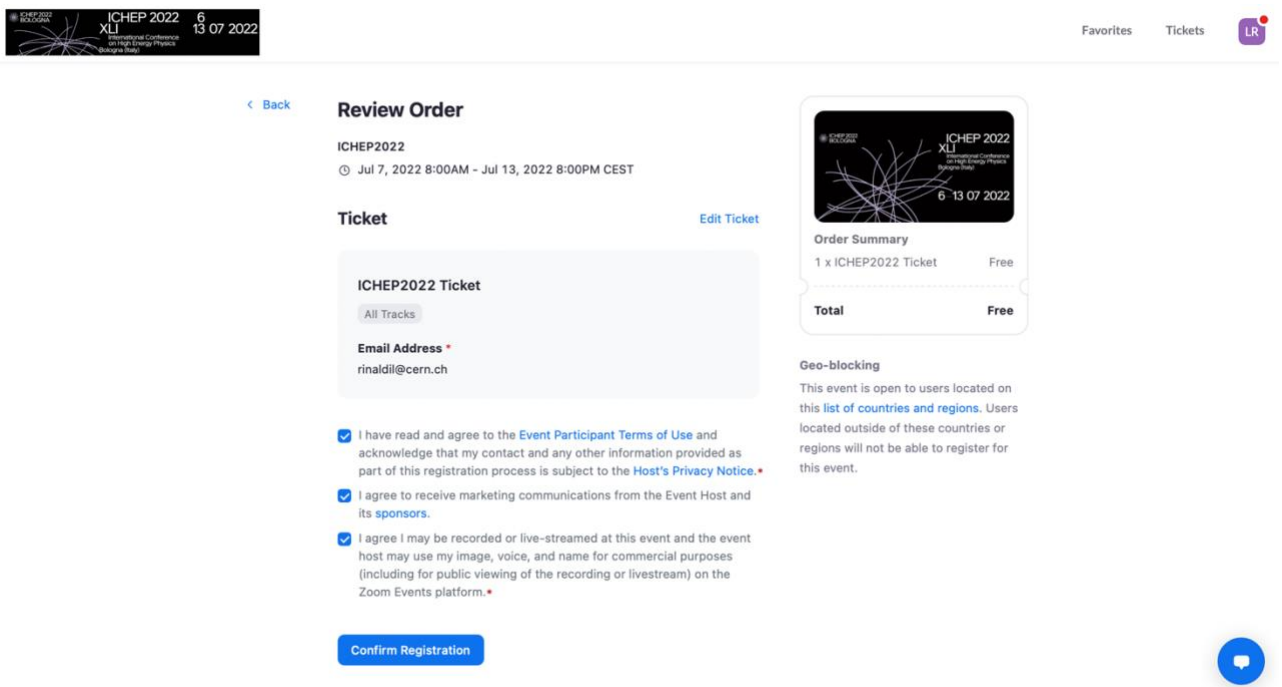 ICHEP 2022
BOLOGNA
ICHEP 2022
XLI
International Conference
on High Energy Physics
Bologna (Italy)
6
13 07 2022
Favorites
Tickets
LR
< Back
Review Order
ICHEP2022
Jul 7, 2022 8:00AM - Jul 13, 2022 8:00PM CEST
Ticket
Edit Ticket
ICHEP2022 Ticket
All Tracks
Email Address *
rinaldil@cern.ch
I have read and agree to the Event Participant Terms of Use and
acknowledge that my contact and any other information provided as
part of this registration process is subject to the Host's Privacy Notice.*
I agree to receive marketing communications from the Event Host and
its sponsors.
I agree I may be recorded or live-streamed at this event and the event
host may use my image, voice, and name for commercial purposes
(including for public viewing of the recording or livestream) on the
Zoom Events platform.*
Confirm Registration
ICHEP 2022
BOLOGNA
ICHEP 2022
XLI
International Conference
on High Energy Physics
Bologna (Italy)
6-13 07 2022
Order Summary
1 x ICHEP2022 Ticket
Free
Total
Free
Geo-blocking
This event is open to users located on
this list of countries and regions. Users
located outside of these countries or
regions will not be able to register for
this event.